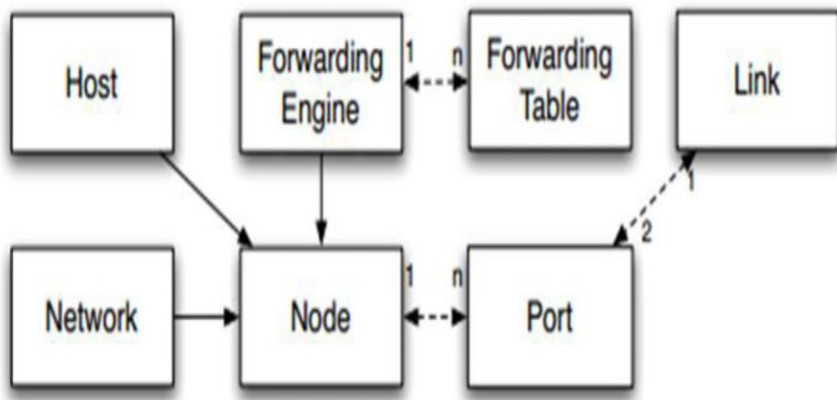 Host
Forwarding
Engine
1
n
Forwarding
Table
Link
1
2
Network
Node
1
n
Port